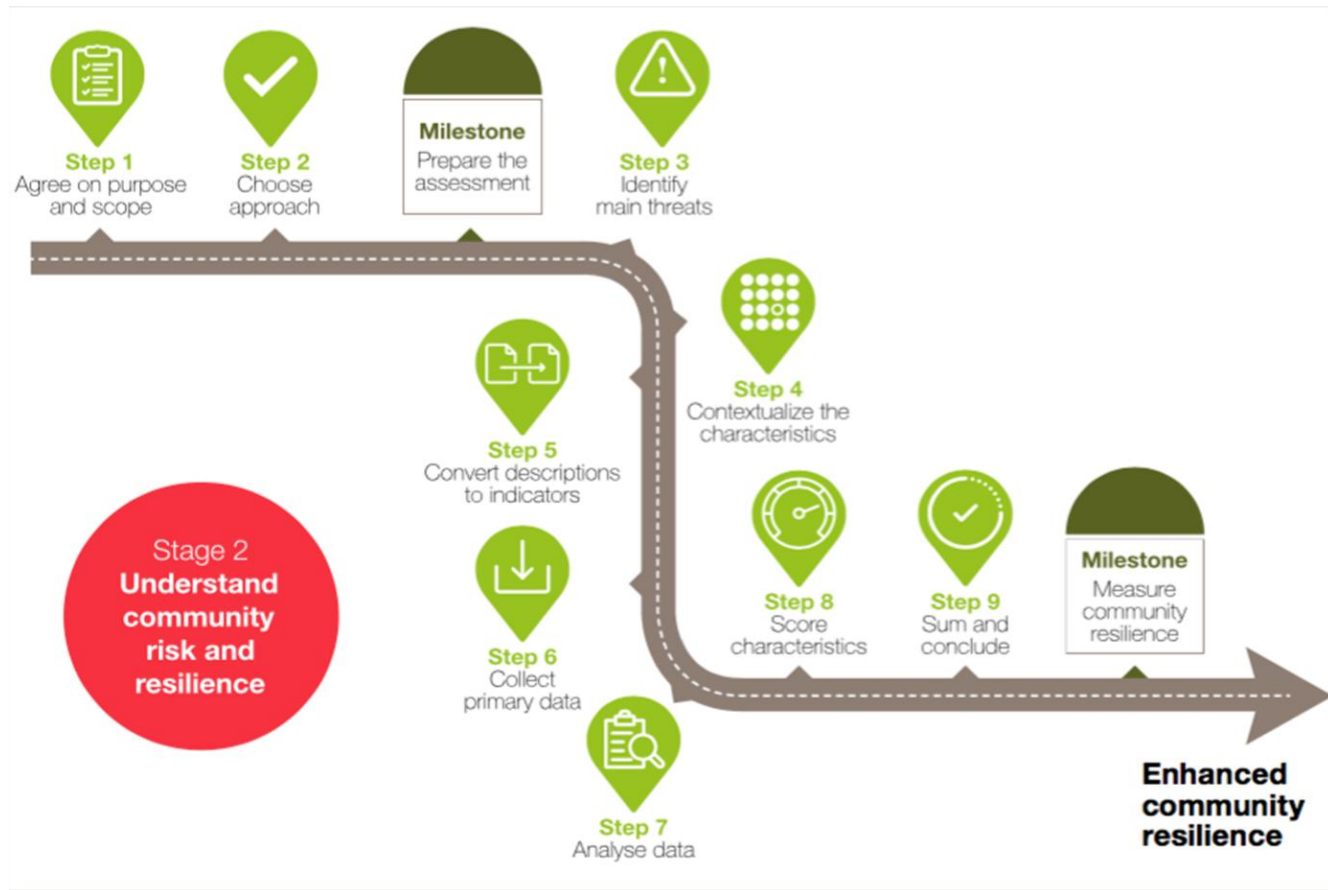 Step 1
Agree on purpose
and scope
Step 2
Choose
approach
Milestone
Prepare the
assessment
Step 3
Identify
main threats
Step 4
Contextualize the
characteristics
Step 5
Convert descriptions
to indicators
Stage 2
Understand
community
risk and
resilience
Step 6
Collect
primary data
Step 7
Analyse data
Step 8
Score
characteristics
Step 9
Sum and
conclude
Milestone
Measure
community
resilience
Enhanced
community
resilience